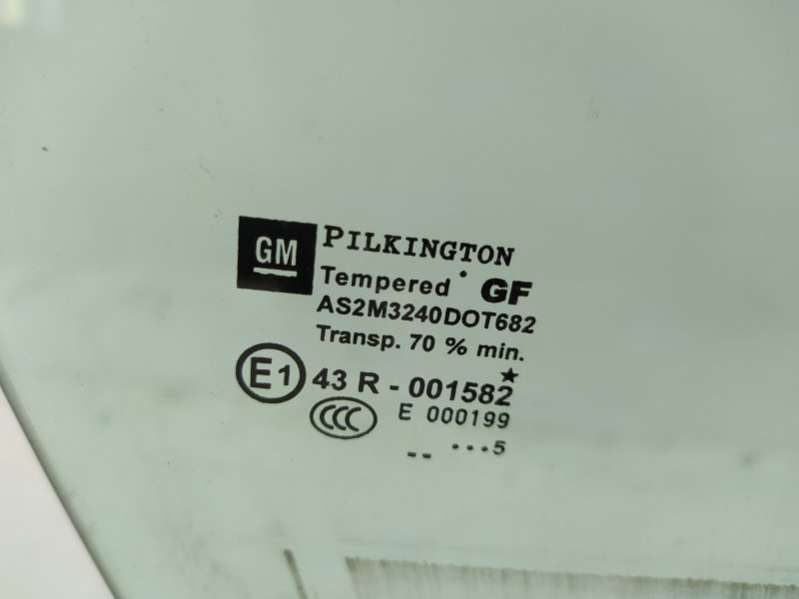 GM
PILKINGTON
Tempered • GF
AS2M3240DOT682
Transp. 70 % min.
E1 43 R - 001582 ★
CCC E 000199
-- •••5